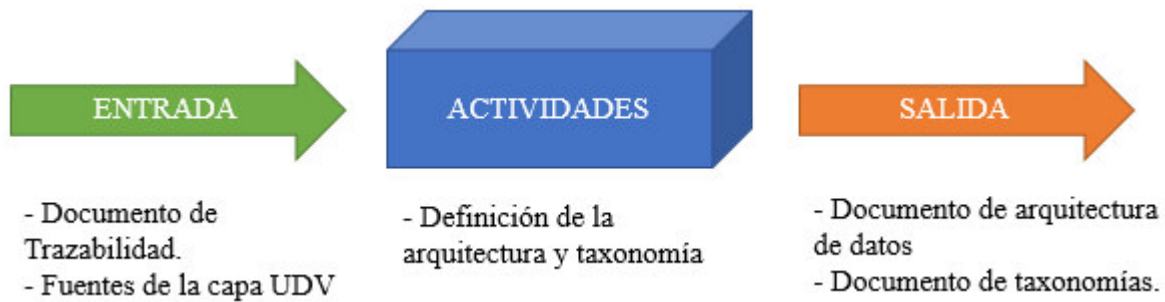 ENTRADA
ACTIVIDADES
SALIDA
- Documento de
Trazabilidad.
- Fuentes de la capa UDV
- Definición de la
arquitectura y taxonomía
- Documento de arquitectura
de datos
- Documento de taxonomías.